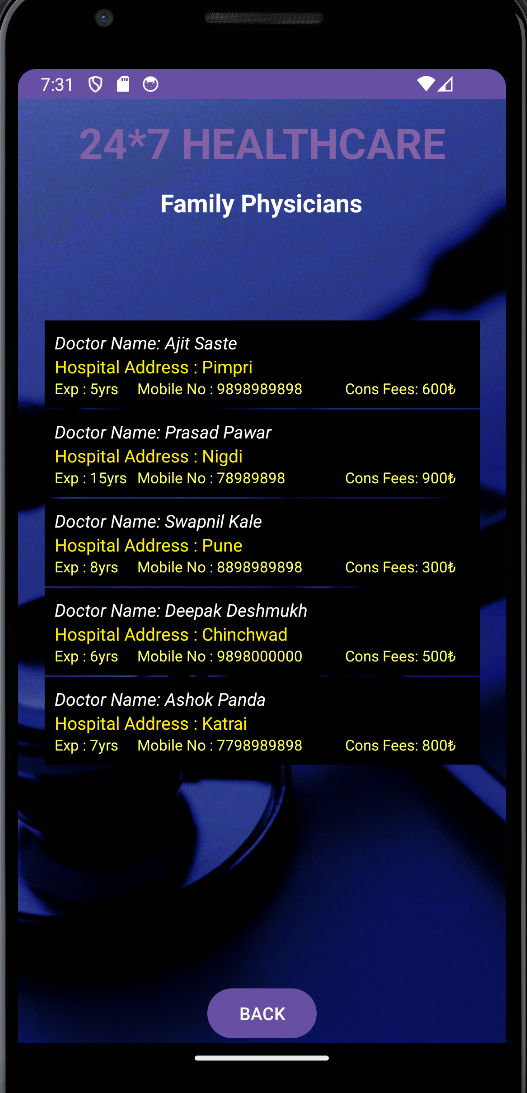 7:31
24*7 HEALTHCARE
Family Physicians
Doctor Name: Ajit Saste
Hospital Address : Pimpri
Exp : 5yrs Mobile No : 9898989898 Cons Fees: 600₺
Doctor Name: Prasad Pawar
Hospital Address : Nigdi
Exp : 15yrs Mobile No : 78989898 Cons Fees: 900₺
Doctor Name: Swapnil Kale
Hospital Address : Pune
Exp : 8yrs Mobile No : 8898989898 Cons Fees: 300₺
Doctor Name: Deepak Deshmukh
Hospital Address : Chinchwad
Exp : 6yrs Mobile No : 9898000000 Cons Fees: 500₺
Doctor Name: Ashok Panda
Hospital Address : Katrai
Exp : 7yrs Mobile No : 7798989898 Cons Fees: 800₺
BACK